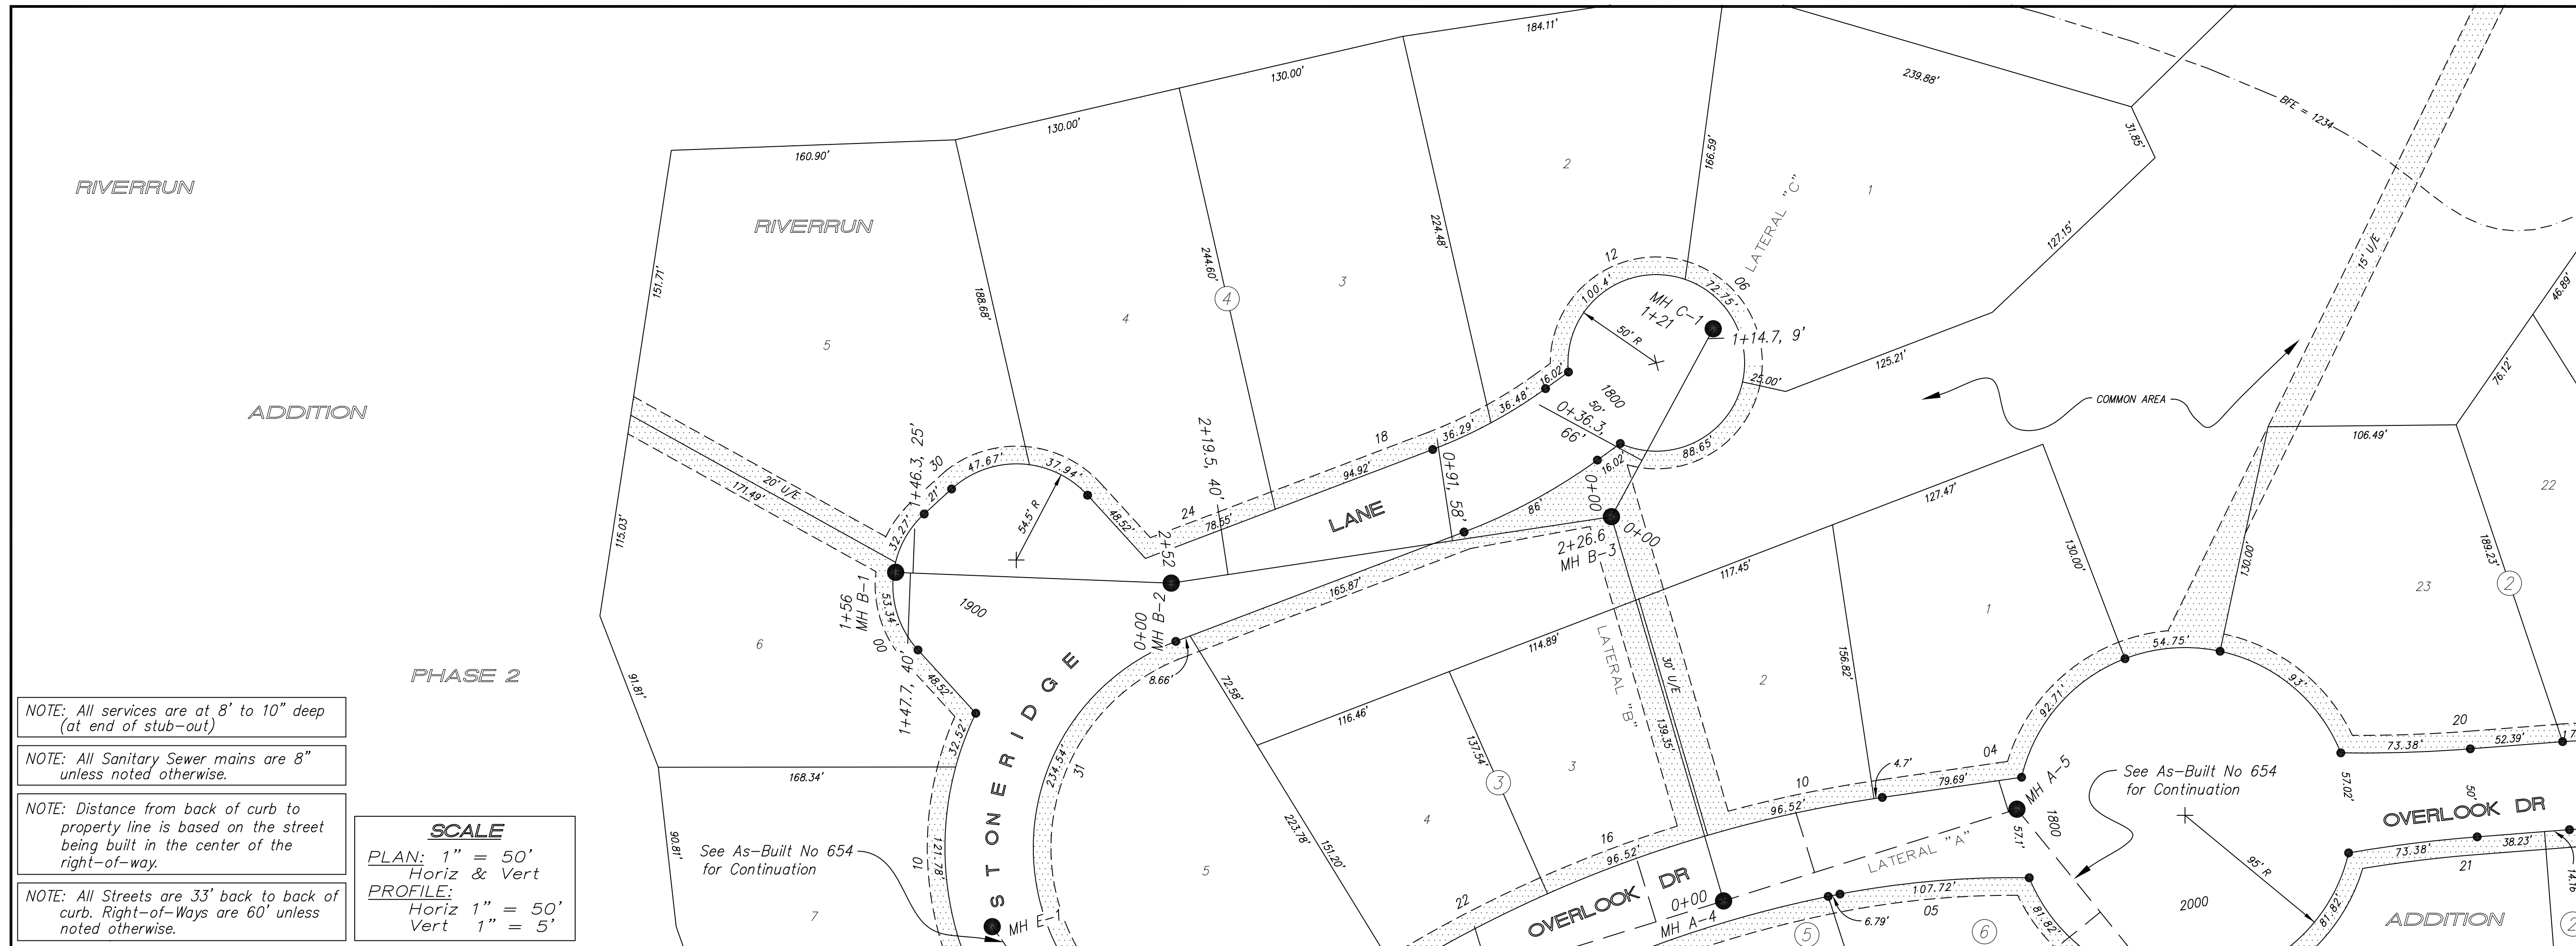 RIVERRUN
ADDITION
PHASE 2
RIVERRUN
NOTE: All services are at 8' to 10" deep
(at end of stub-out)
NOTE: All Sanitary Sewer mains are 8"
unless noted otherwise.
NOTE: Distance from back of curb to
property line is based on the street
being built in the center of the
right-of-way.
NOTE: All Streets are 33' back to back of
curb. Right-of-Ways are 60' unless
noted otherwise.
SCALE
PLAN: 1" = 50'
Horiz & Vert
PROFILE:
Horiz 1" = 50'
Vert 1" = 5'
160.90'
130.00'
130.00'
184.11'
239.88'
31.85'
127.15'
125.21'
25.00'
BFE = 1234
15' U/E
COMMON AREA
151.71'
188.68'
244.60'
224.48'
166.59'
5
4
4
3
2
1
LATERAL "C"
12
06
100.4'
72.75'
MH C-1
1+21
1+14.7, 9'
50' R
16.02'
36.48'
36.29'
1800
50'
0+36.3,
66'
88.65'
16.02'
0+00
0+00
86'
2+26.6
MH B-3
0+91, 58'
18
94.92'
LANE
24
78.55'
2+19.5, 40'
2+52
0+00
MH B-2
1+46.3, 25'
30
21'
47.67'
37.94'
48.52'
54.5' R
32.27'
20' U/E
171.49'
115.03'
91.81'
90.81'
1+56
MH B-1
53.34'
00
1900
1+47.7, 40'
48.52'
32.52'
6
168.34'
7
10
121.78'
STONERIDGE
234.54'
31
8.66'
165.87'
72.58'
See As-Built No 654
for Continuation
MH E-1
5
223.78'
151.20'
116.46'
114.89'
117.45'
127.47'
130.00'
137.54'
3
3
4
LATERAL "B"
30' U/E
139.35'
2
156.82'
1
22
16
96.52'
10
96.52'
4.7'
04
79.69'
OVERLOOK DR
0+00
MH A-4
LATERAL "A"
MH A-5
1800
57.1'
107.72'
6.79'
05
5
6
81.82'
92.71'
54.75'
93'
130.00'
106.49'
76.12'
46.89'
189.23'
22
23
2
See As-Built No 654
for Continuation
57.02'
73.38'
50'
52.39'
20
17
OVERLOOK DR
73.38'
38.23'
21
14.16
95' R
2000
81.82'
ADDITION
2